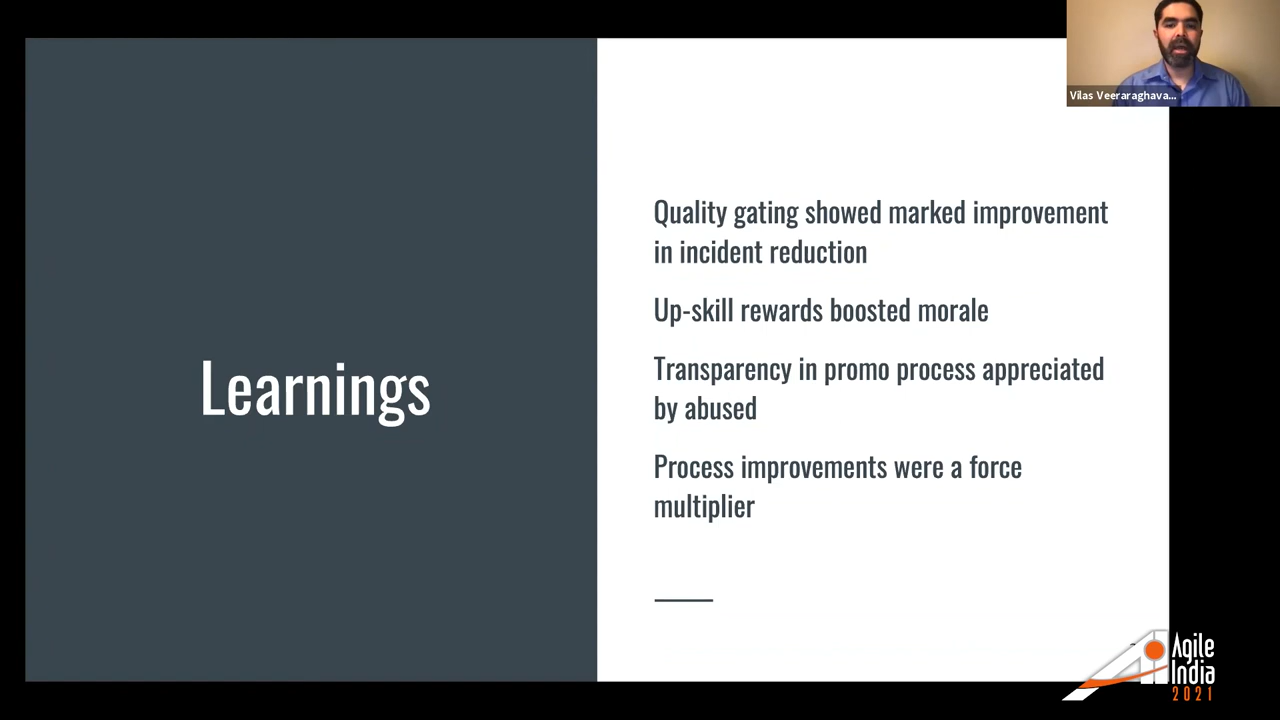 Vilas Veeraraghava...
Learnings
Quality gating showed marked improvement
in incident reduction
Up-skill rewards boosted morale
Transparency in promo process appreciated
by abused
Process improvements were a force
multiplier
Agile
India
2021